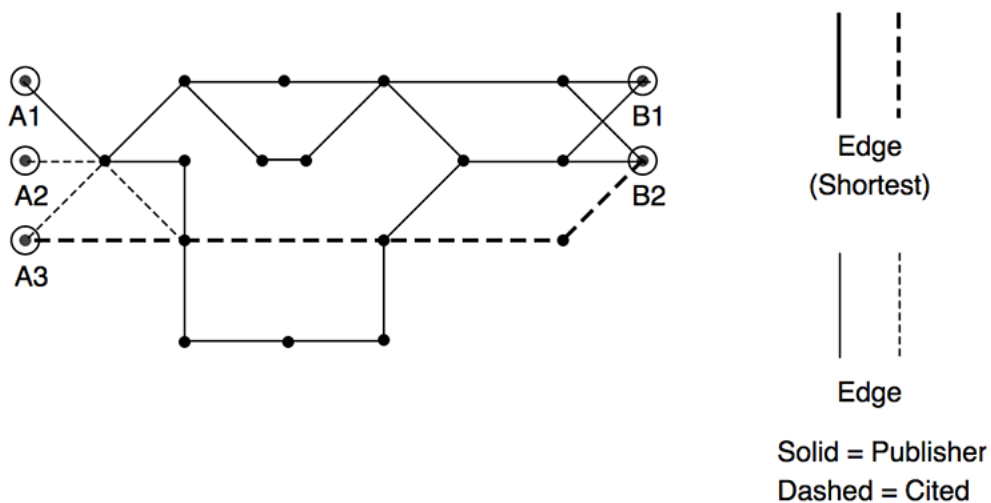 A1
A2
A3
B1
B2
Edge
(Shortest)
Edge
Solid = Publisher
Dashed = Cited